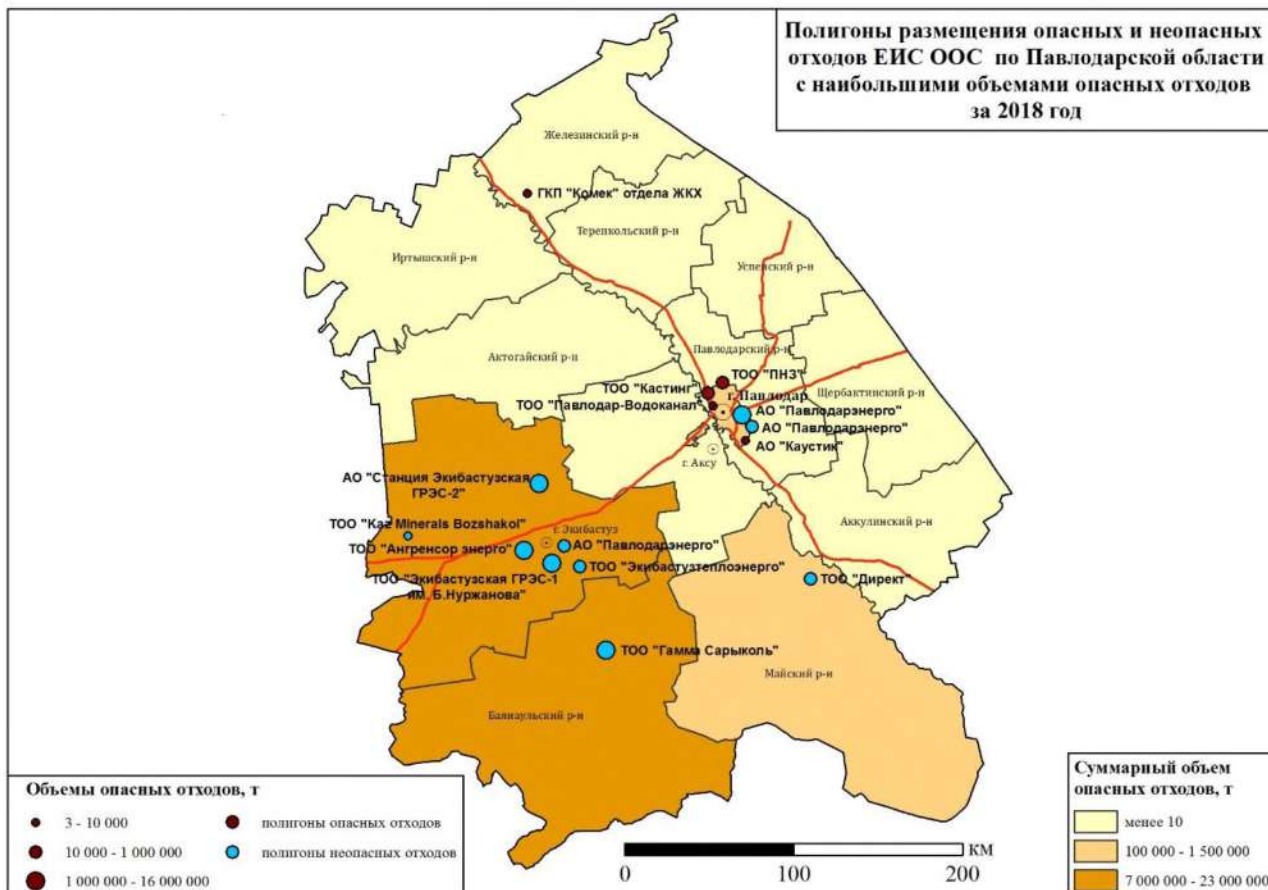 Полигоны размещения опасных и неопасных
отходов ЕИС ООС по Павлодарской области
с наибольшими объемами опасных отходов
за 2018 год
Железинский р-н
ГКП "Комек" отдела ЖКХ
Теренкольский р-н
Иртышский р-н
Успенский р-н
Актогайский р-н
Павлодарский р-н
ТОО "ПНЗ"
ТОО "Кастинг"
г. Павлодар
Щербактинский р-н
ТОО "Павлодар-Водоканал"
АО "Павлодарэнерго"
АО "Павлодарэнерго"
АО "Каустик"
г. Аксу
АО "Станция Экибастузская
ГРЭС-2"
Аккулинский р-н
ТОО "Kaz Minerals Bozshakol"
г. Экибастуз
ТОО "Ангренсор энерго"
АО "Павлодарэнерго"
ТОО "Экибастузтеплоэнерго"
ТОО "Экибастузская ГРЭС-1
им. Б.Нуржанова"
ТОО "Директ"
ТОО "Гамма Сарыколь"
Майский р-н
Баянаульский р-н
Объемы опасных отходов, т
3 - 10 000
10 000 - 1 000 000
1 000 000 - 16 000 000
полигоны опасных отходов
полигоны неопасных отходов
0 100 200 КМ
Суммарный объем
опасных отходов, т
менее 10
100 000 - 1 500 000
7 000 000 - 23 000 000